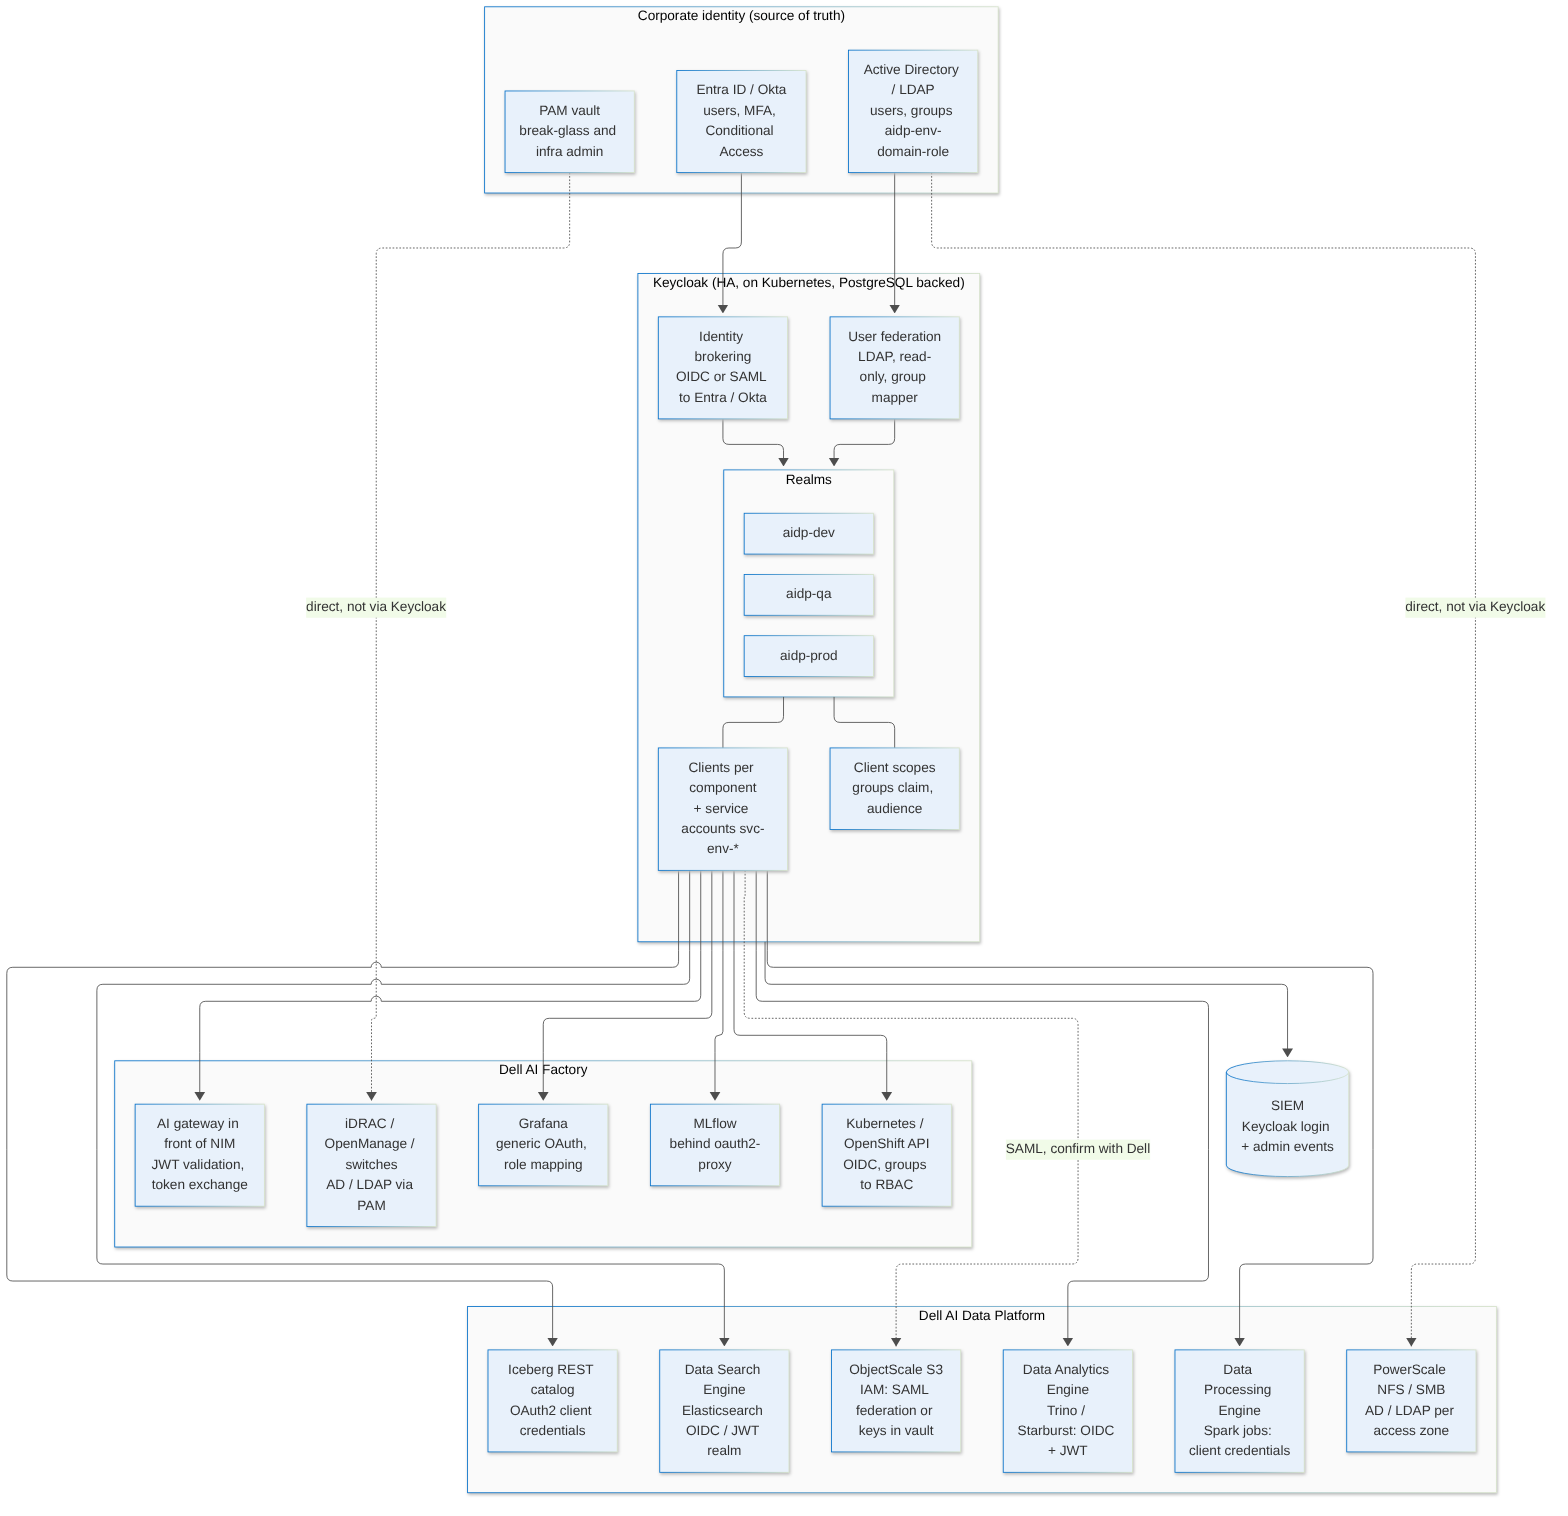 Corporate identity (source of truth)
PAM vault
break-glass and
infra admin
Entra ID / Okta
users, MFA,
Conditional
Access
Active Directory
/ LDAP
users, groups
aidp-env-
domain-role
Keycloak (HA, on Kubernetes, PostgreSQL backed)
Identity
brokering
OIDC or SAML
to Entra / Okta
User federation
LDAP, read-
only, group
mapper
Realms
aidp-dev
aidp-qa
aidp-prod
direct, not via Keycloak
direct, not via Keycloak
Clients per
component
+ service
accounts svc-
env-*
Client scopes
groups claim,
audience
Dell AI Factory
AI gateway in
front of NIM
JWT validation,
token exchange
iDRAC /
OpenManage /
switches
AD / LDAP via
PAM
Grafana
generic OAuth,
role mapping
MLflow
behind oauth2-
proxy
Kubernetes /
OpenShift API
OIDC, groups
to RBAC
SAML, confirm with Dell
SIEM
Keycloak login
+ admin events
Dell AI Data Platform
Iceberg REST
catalog
OAuth2 client
credentials
Data Search
Engine
Elasticsearch
OIDC / JWT
realm
ObjectScale S3
IAM: SAML
federation or
keys in vault
Data Analytics
Engine
Trino /
Starburst: OIDC
+ JWT
Data
Processing
Engine
Spark jobs:
client credentials
PowerScale
NFS / SMB
AD / LDAP per
access zone